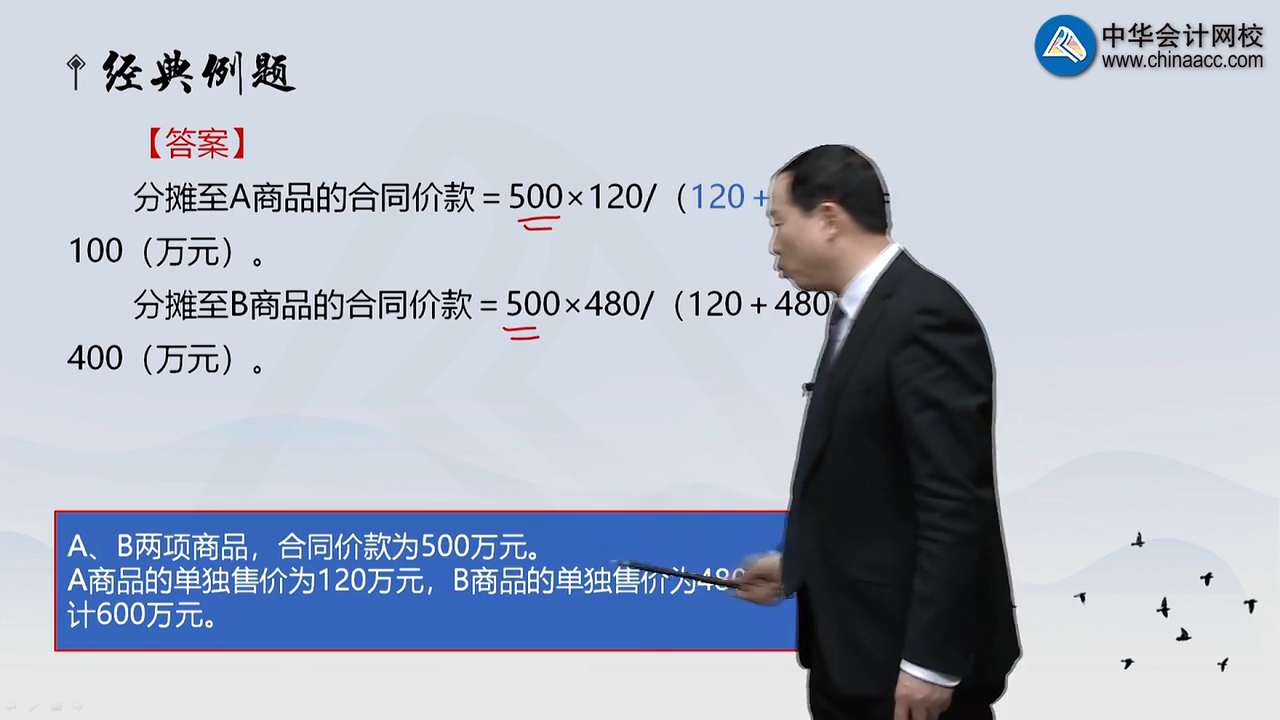 中华会计网校
www.chinaacc.com
经典例题
【答案】
分摊至A商品的合同价款＝500×120/（120＋
＝
100（万元）。
分摊至B商品的合同价款＝500×480/（120＋480
400（万元）。
A、B两项商品，合同价款为500万元。
A商品的单独售价为120万元，B商品的单独售价为480
计600万元。